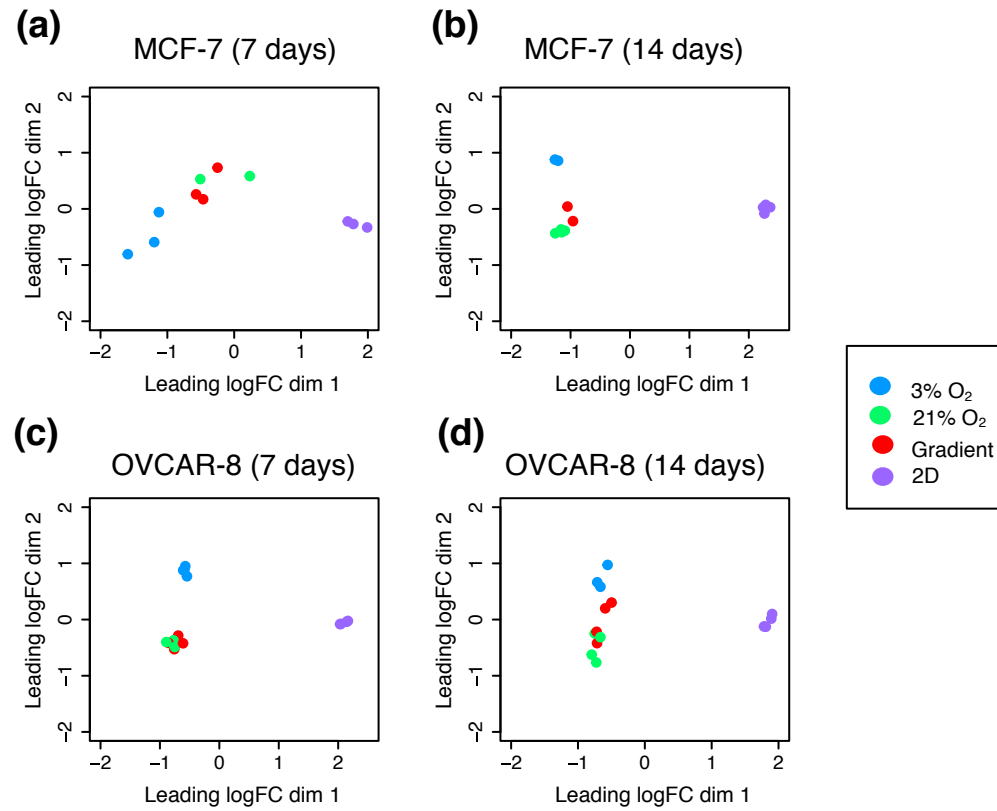 (a)
MCF-7 (7 days)
2
1
0
−1
−2
Leading logFC dim 2
−2 −1 0 1 2
Leading logFC dim 1
(b)
MCF-7 (14 days)
2
1
0
−1
−2
Leading logFC dim 2
−2 −1 0 1 2
Leading logFC dim 1
3% O₂
21% O₂
Gradient
2D
(c)
OVCAR-8 (7 days)
2
1
0
−1
−2
Leading logFC dim 2
−2 −1 0 1 2
Leading logFC dim 1
(d)
OVCAR-8 (14 days)
2
1
0
−1
−2
Leading logFC dim 2
−2 −1 0 1 2
Leading logFC dim 1